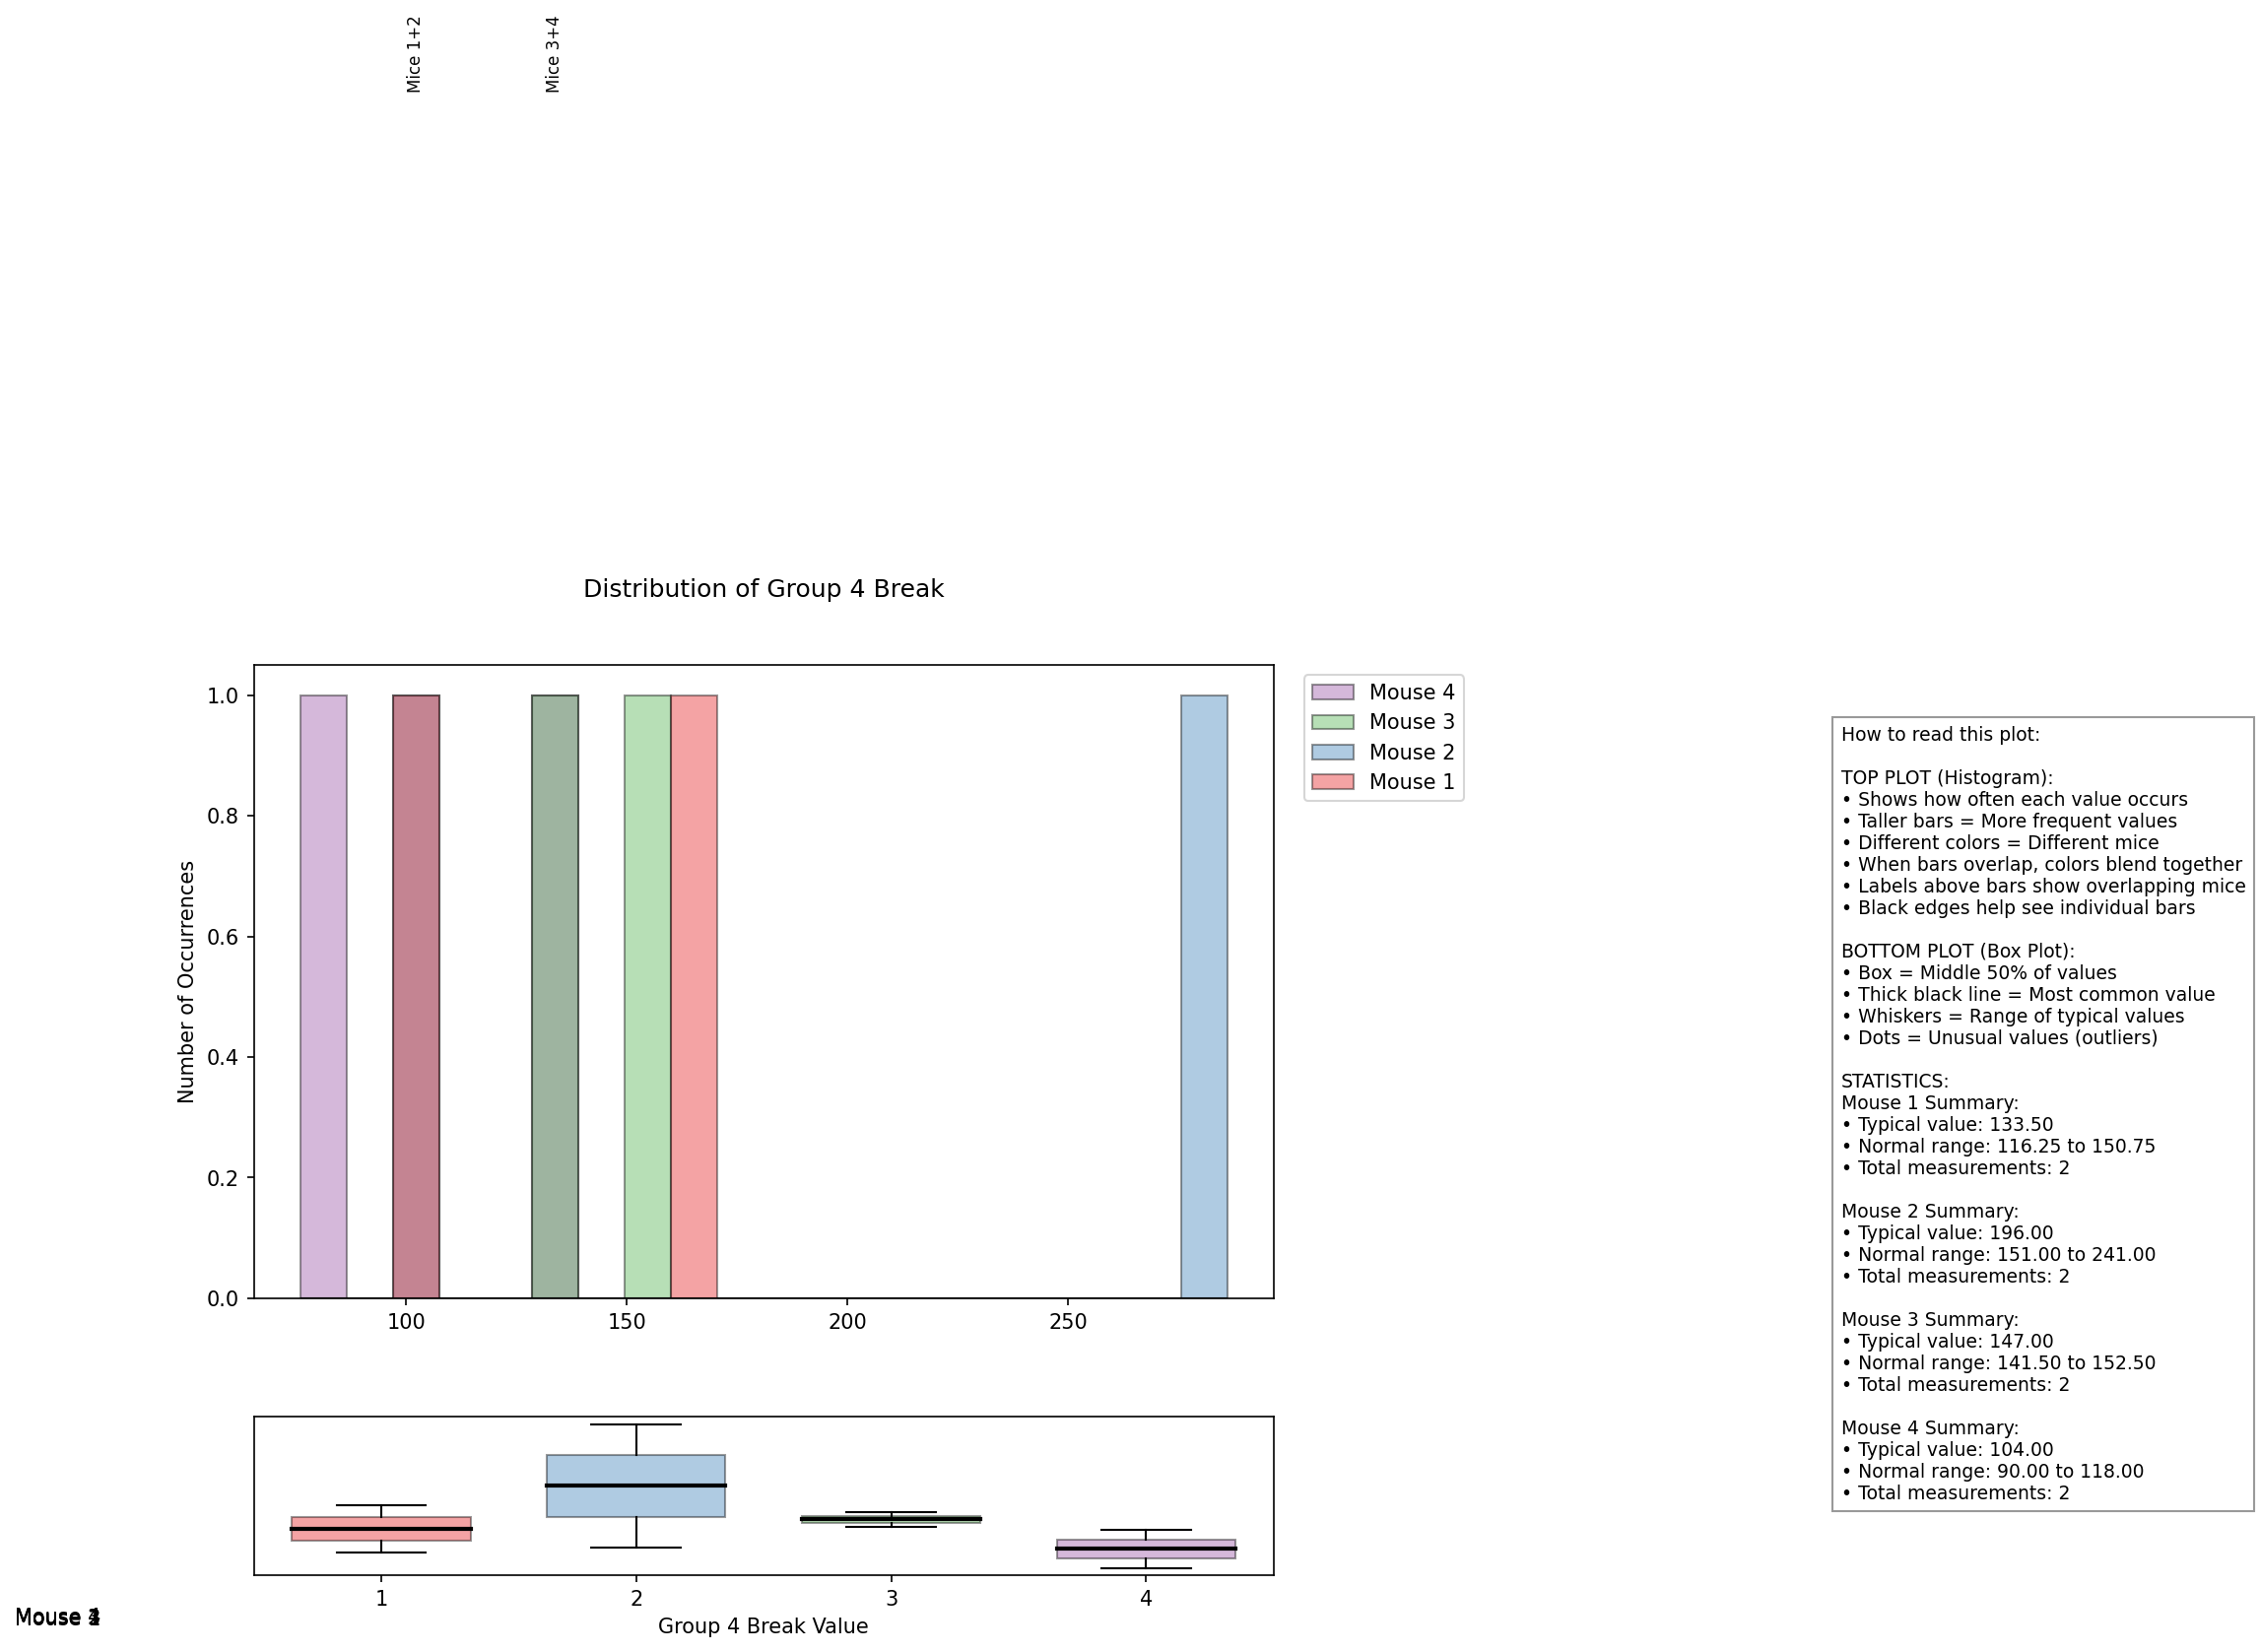 Mice 1+2
Mice 3+4
Distribution of Group 4 Break
Number of Occurrences
1.0
0.8
0.6
0.4
0.2
0.0
100
150
200
250
Mouse 4
Mouse 3
Mouse 2
Mouse 1
How to read this plot:
TOP PLOT (Histogram):
• Shows how often each value occurs
• Taller bars = More frequent values
• Different colors = Different mice
• When bars overlap, colors blend together
• Labels above bars show overlapping mice
• Black edges help see individual bars
BOTTOM PLOT (Box Plot):
• Box = Middle 50% of values
• Thick black line = Most common value
• Whiskers = Range of typical values
• Dots = Unusual values (outliers)
STATISTICS:
Mouse 1 Summary:
• Typical value: 133.50
• Normal range: 116.25 to 150.75
• Total measurements: 2
Mouse 2 Summary:
• Typical value: 196.00
• Normal range: 151.00 to 241.00
• Total measurements: 2
Mouse 3 Summary:
• Typical value: 147.00
• Normal range: 141.50 to 152.50
• Total measurements: 2
Mouse 4 Summary:
• Typical value: 104.00
• Normal range: 90.00 to 118.00
• Total measurements: 2
1
2
3
4
Group 4 Break Value
Mouse